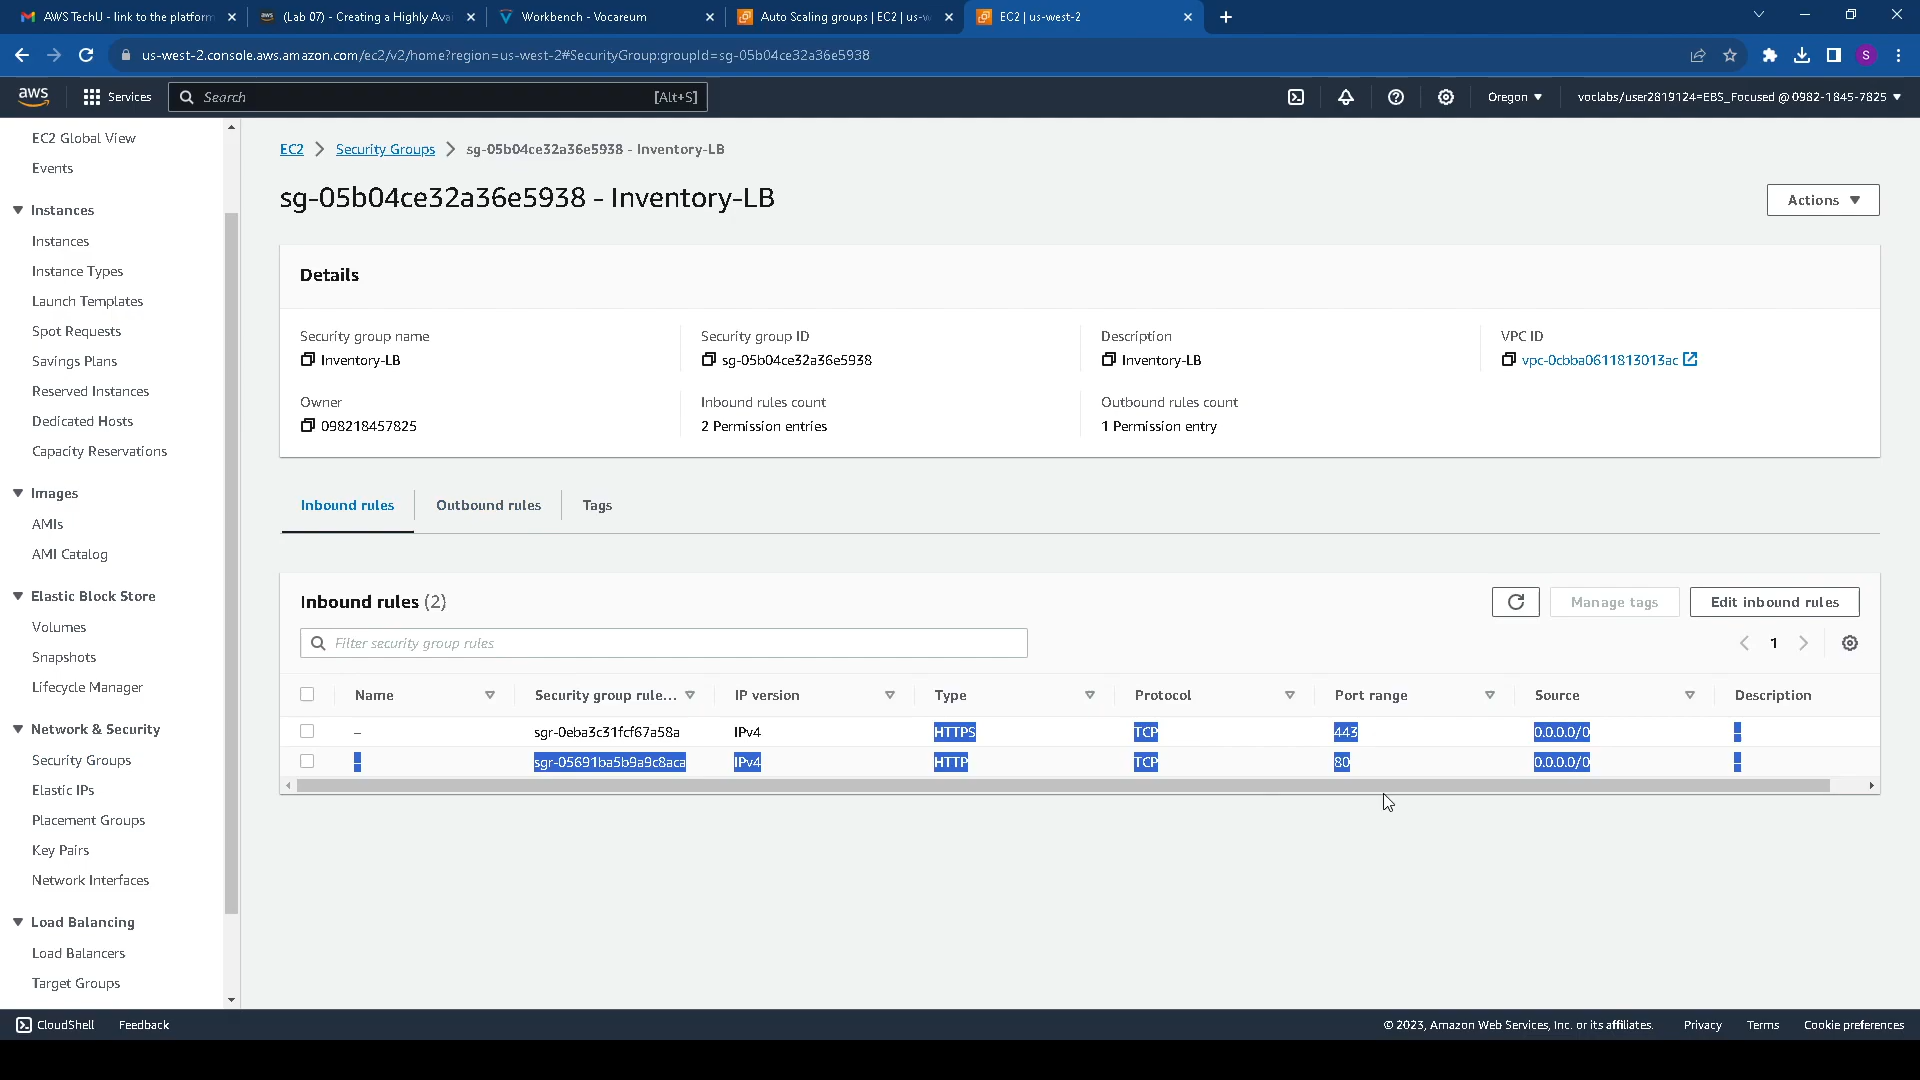 AWS TechU - link to the platform
(Lab 07) - Creating a Highly Avai
Workbench - Vocareum
Auto Scaling groups | EC2 | us-w
EC2 | us-west-2
us-west-2.console.aws.amazon.com/ec2/v2/home?region=us-west-2#SecurityGroup:groupId=sg-05b04ce32a36e5938
S
aws
Services
Search
[Alt+S]
Oregon
voclabs/user2819124=EBS_Focused @ 0982-1845-7825
EC2 Global View
Events
Instances
Instances
Instance Types
Launch Templates
Spot Requests
Savings Plans
Reserved Instances
Dedicated Hosts
Capacity Reservations
Images
AMIs
AMI Catalog
Elastic Block Store
Volumes
Snapshots
Lifecycle Manager
Network & Security
Security Groups
Elastic IPs
Placement Groups
Key Pairs
Network Interfaces
Load Balancing
Load Balancers
Target Groups
EC2 > Security Groups > sg-05b04ce32a36e5938 - Inventory-LB
sg-05b04ce32a36e5938 - Inventory-LB
Actions
Details
Security group name
Inventory-LB
Security group ID
sg-05b04ce32a36e5938
Description
Inventory-LB
VPC ID
vpc-0cbba0611813013ac
Owner
098218457825
Inbound rules count
2 Permission entries
Outbound rules count
1 Permission entry
Inbound rules
Outbound rules
Tags
Inbound rules (2)
Manage tags
Edit inbound rules
Filter security group rules
1
Name Security group rule... IP version Type Protocol Port range Source Description
– sgr-0eba3c31fcf67a58a IPv4 HTTPS TCP 443 0.0.0.0/0 –
– sgr-05691ba5b9a9c8aca IPv4 HTTP TCP 80 0.0.0.0/0 –
CloudShell
Feedback
© 2023, Amazon Web Services, Inc. or its affiliates.
Privacy
Terms
Cookie preferences